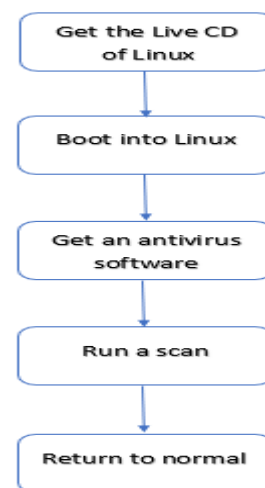 Get the Live CD
of Linux
Boot into Linux
Get an antivirus
software
Run a scan
Return to normal